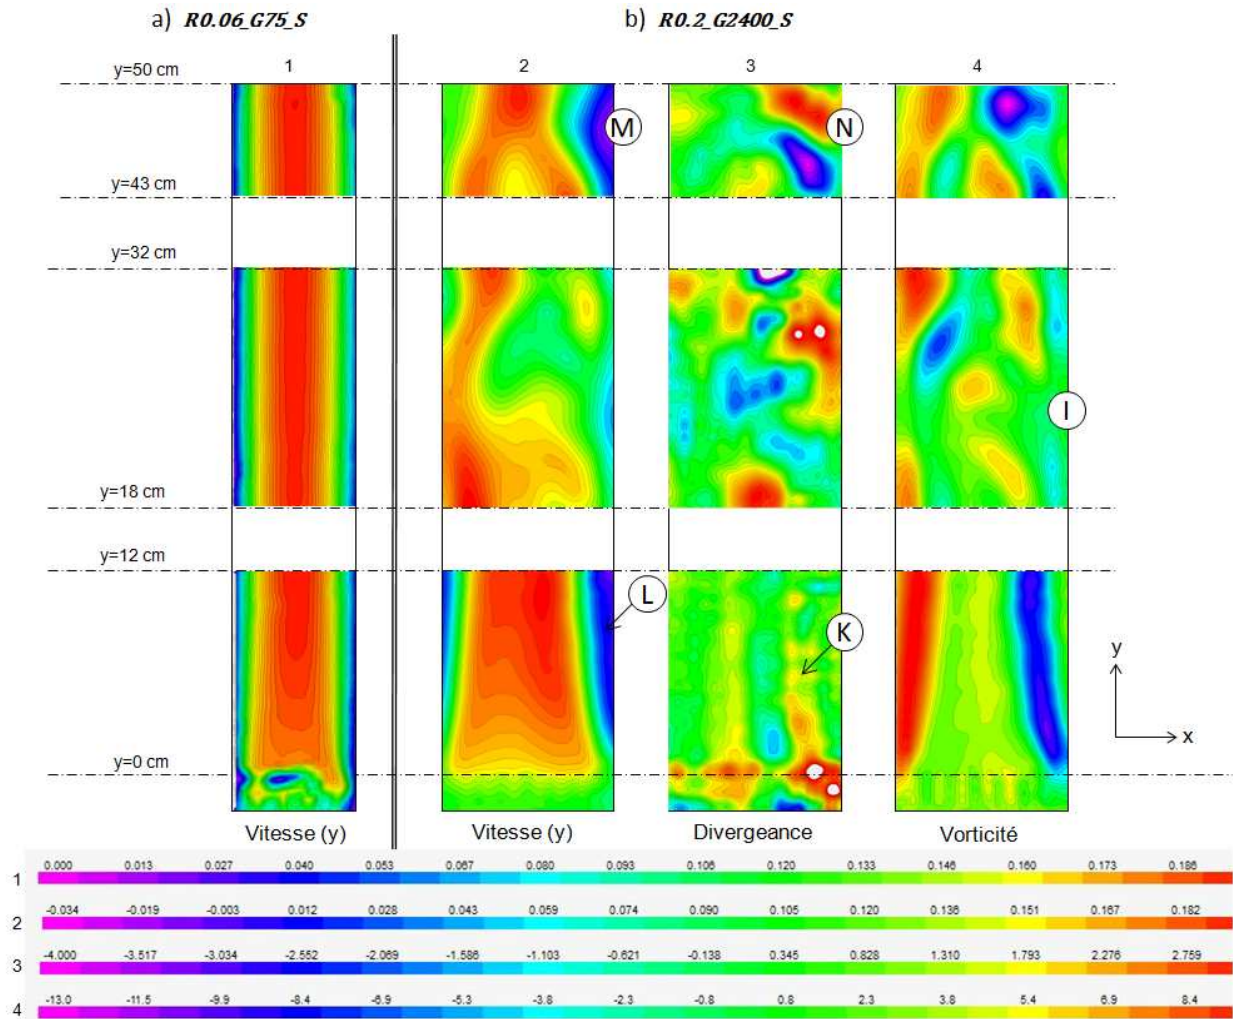 a) R0.06_G75_S
b) R0.2_G2400_S
1
2
3
4
y=50 cm
M
N
y=43 cm
y=32 cm
I
y=18 cm
y=12 cm
L
K
y
x
y=0 cm
Vitesse (y)
Vitesse (y)
Divergeance
Vorticité
1 0.000 0.013 0.027 0.040 0.053 0.067 0.080 0.093 0.106 0.120 0.133 0.146 0.160 0.173 0.186
2 -0.034 -0.019 -0.003 0.012 0.028 0.043 0.059 0.074 0.090 0.105 0.120 0.136 0.151 0.167 0.182
3 -4.000 -3.517 -3.034 -2.552 -2.069 -1.586 -1.103 -0.621 -0.138 0.345 0.828 1.310 1.793 2.276 2.759
4 -13.0 -11.5 -9.9 -8.4 -6.9 -5.3 -3.8 -2.3 -0.8 0.8 2.3 3.8 5.4 6.9 8.4